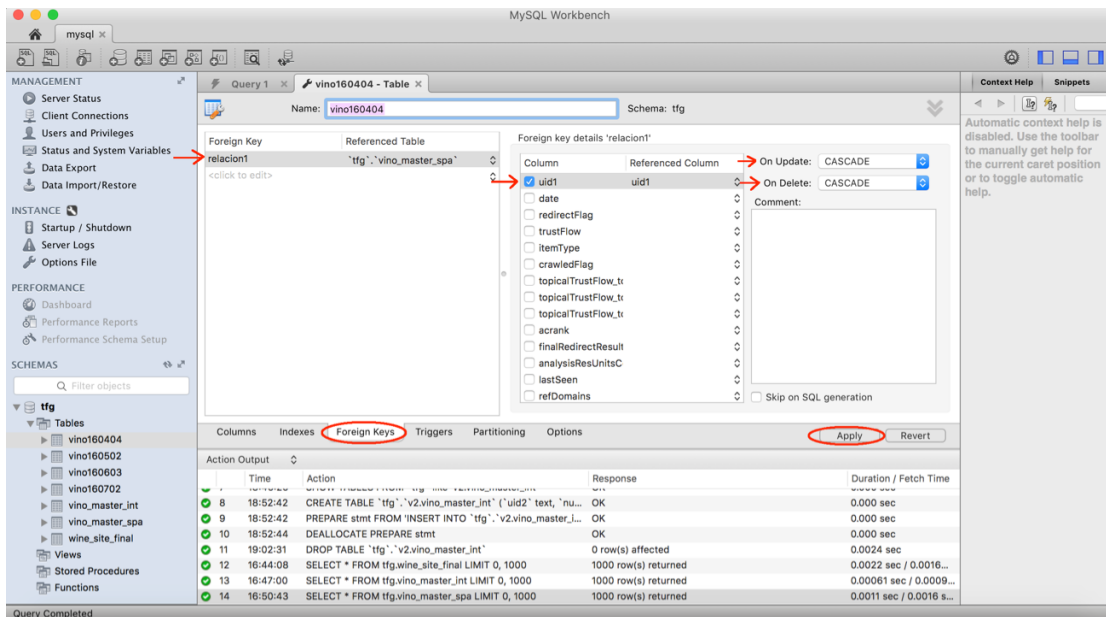 MySQL Workbench
mysql ×
MANAGEMENT
Server Status
Client Connections
Users and Privileges
Status and System Variables
Data Export
Data Import/Restore
INSTANCE
Startup / Shutdown
Server Logs
Options File
PERFORMANCE
Dashboard
Performance Reports
Performance Schema Setup
SCHEMAS
Filter objects
tfg
Tables
vino160404
vino160502
vino160603
vino160702
vino_master_int
vino_master_spa
wine_site_final
Views
Stored Procedures
Functions
Query 1 × vino160404 - Table ×
Name: vino160404 Schema: tfg
Foreign Key Referenced Table
relacion1 `tfg`.`vino_master_spa`
<click to edit>
Foreign key details 'relacion1'
Column Referenced Column
uid1 uid1
date
redirectFlag
trustFlow
itemType
crawledFlag
topicalTrustFlow_to
topicalTrustFlow_to
topicalTrustFlow_to
acrank
finalRedirectResult
analysisResUnitsC
lastSeen
refDomains
On Update: CASCADE
On Delete: CASCADE
Comment:
Skip on SQL generation
Columns Indexes Foreign Keys Triggers Partitioning Options
Apply Revert
Action Output
Time Action Response Duration / Fetch Time
8 18:52:42 CREATE TABLE `tfg`.`v2.vino_master_int` (`uid2` text, `nu... OK 0.000 sec
9 18:52:42 PREPARE stmt FROM 'INSERT INTO `tfg`.`v2.vino_master_i... OK 0.000 sec
10 18:52:44 DEALLOCATE PREPARE stmt OK 0.000 sec
11 19:02:31 DROP TABLE `tfg`.`v2.vino_master_int` 0 row(s) affected 0.0024 sec
12 16:44:08 SELECT * FROM tfg.wine_site_final LIMIT 0, 1000 1000 row(s) returned 0.0022 sec / 0.0016...
13 16:47:00 SELECT * FROM tfg.vino_master_int LIMIT 0, 1000 1000 row(s) returned 0.00061 sec / 0.0009...
14 16:50:43 SELECT * FROM tfg.vino_master_spa LIMIT 0, 1000 1000 row(s) returned 0.0011 sec / 0.0016 s...
Context Help Snippets
Automatic context help is
disabled. Use the toolbar
to manually get help for
the current caret position
or to toggle automatic
help.
Query Completed